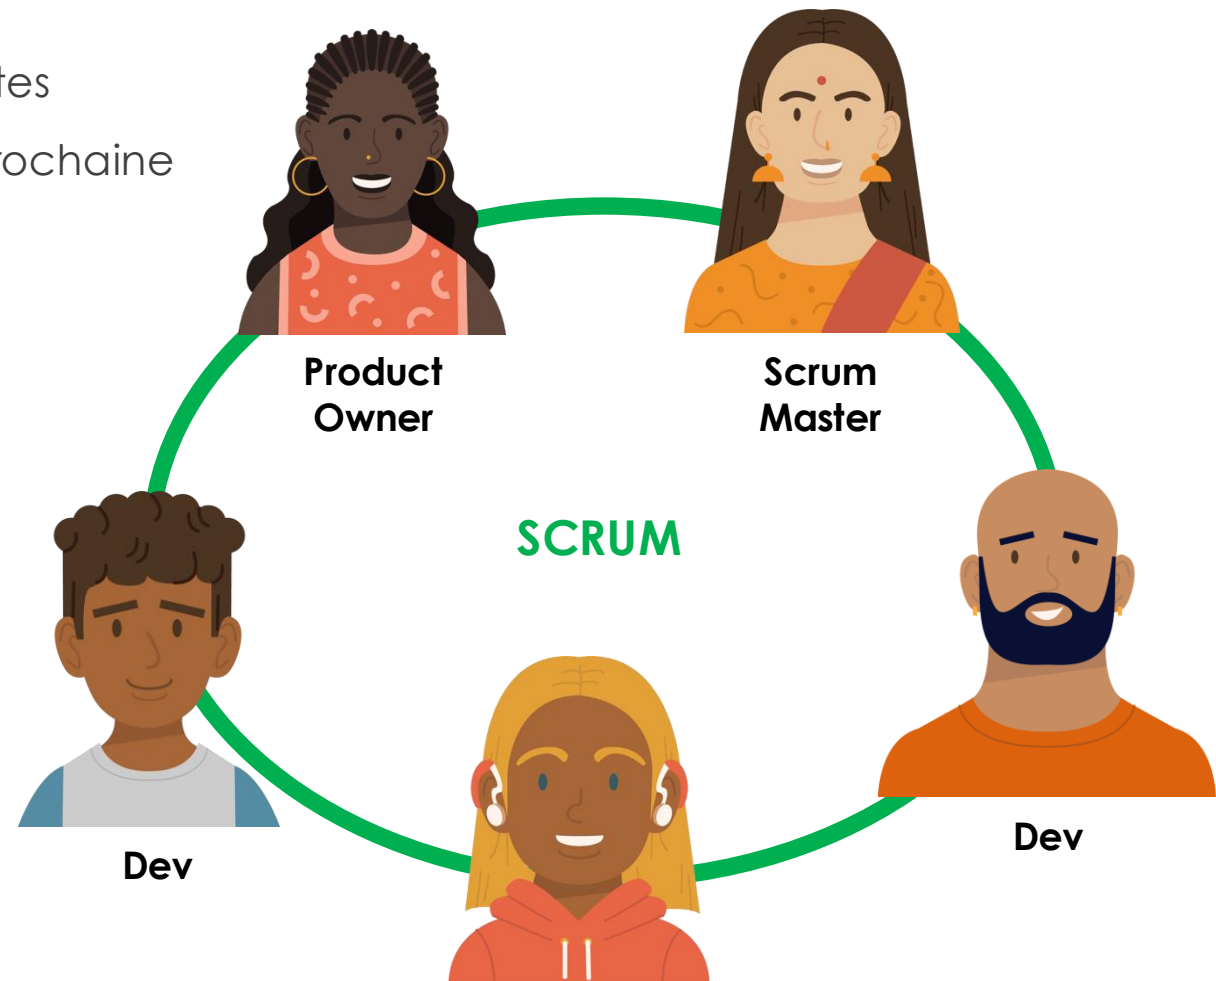 tes
rochaine
Product
Owner
Scrum
Master
SCRUM
Dev
Dev